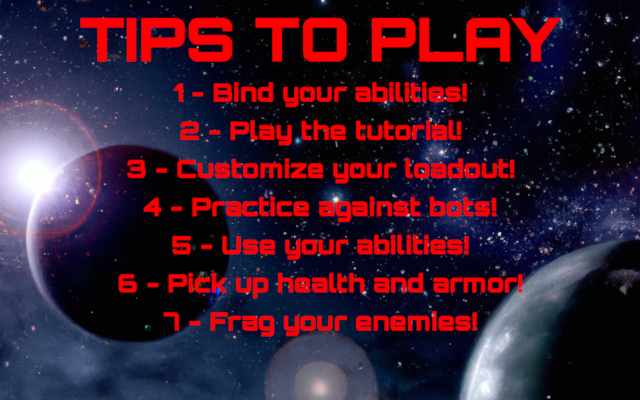 TIPS TO PLAY
1 - Bind your abilities!
2 - Play the tutorial!
3 - Customize your loadout!
4 - Practice against bots!
5 - Use your abilities!
6 - Pick up health and armor!
7 - Frag your enemies!